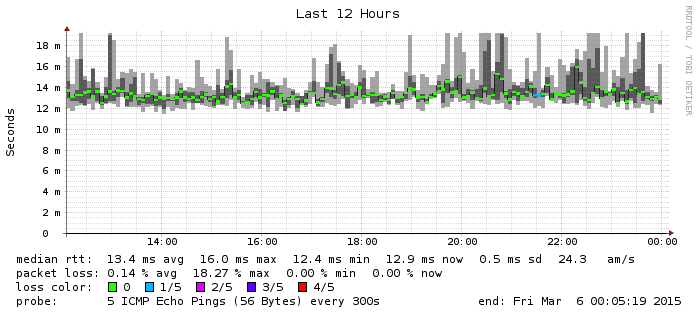 Last 12 Hours
RRDTOOL / TOBI OETIKER
Seconds
18 m
16 m
14 m
12 m
10 m
8 m
6 m
4 m
2 m
0
14:00 16:00 18:00 20:00 22:00 00:00
median rtt: 13.4 ms avg 16.0 ms max 12.4 ms min 12.9 ms now 0.5 ms sd 24.3 am/s
packet loss: 0.14 % avg 18.27 % max 0.00 % min 0.00 % now
loss color: 0 1/5 2/5 3/5 4/5
probe: 5 ICMP Echo Pings (56 Bytes) every 300s end: Fri Mar 6 00:05:19 2015